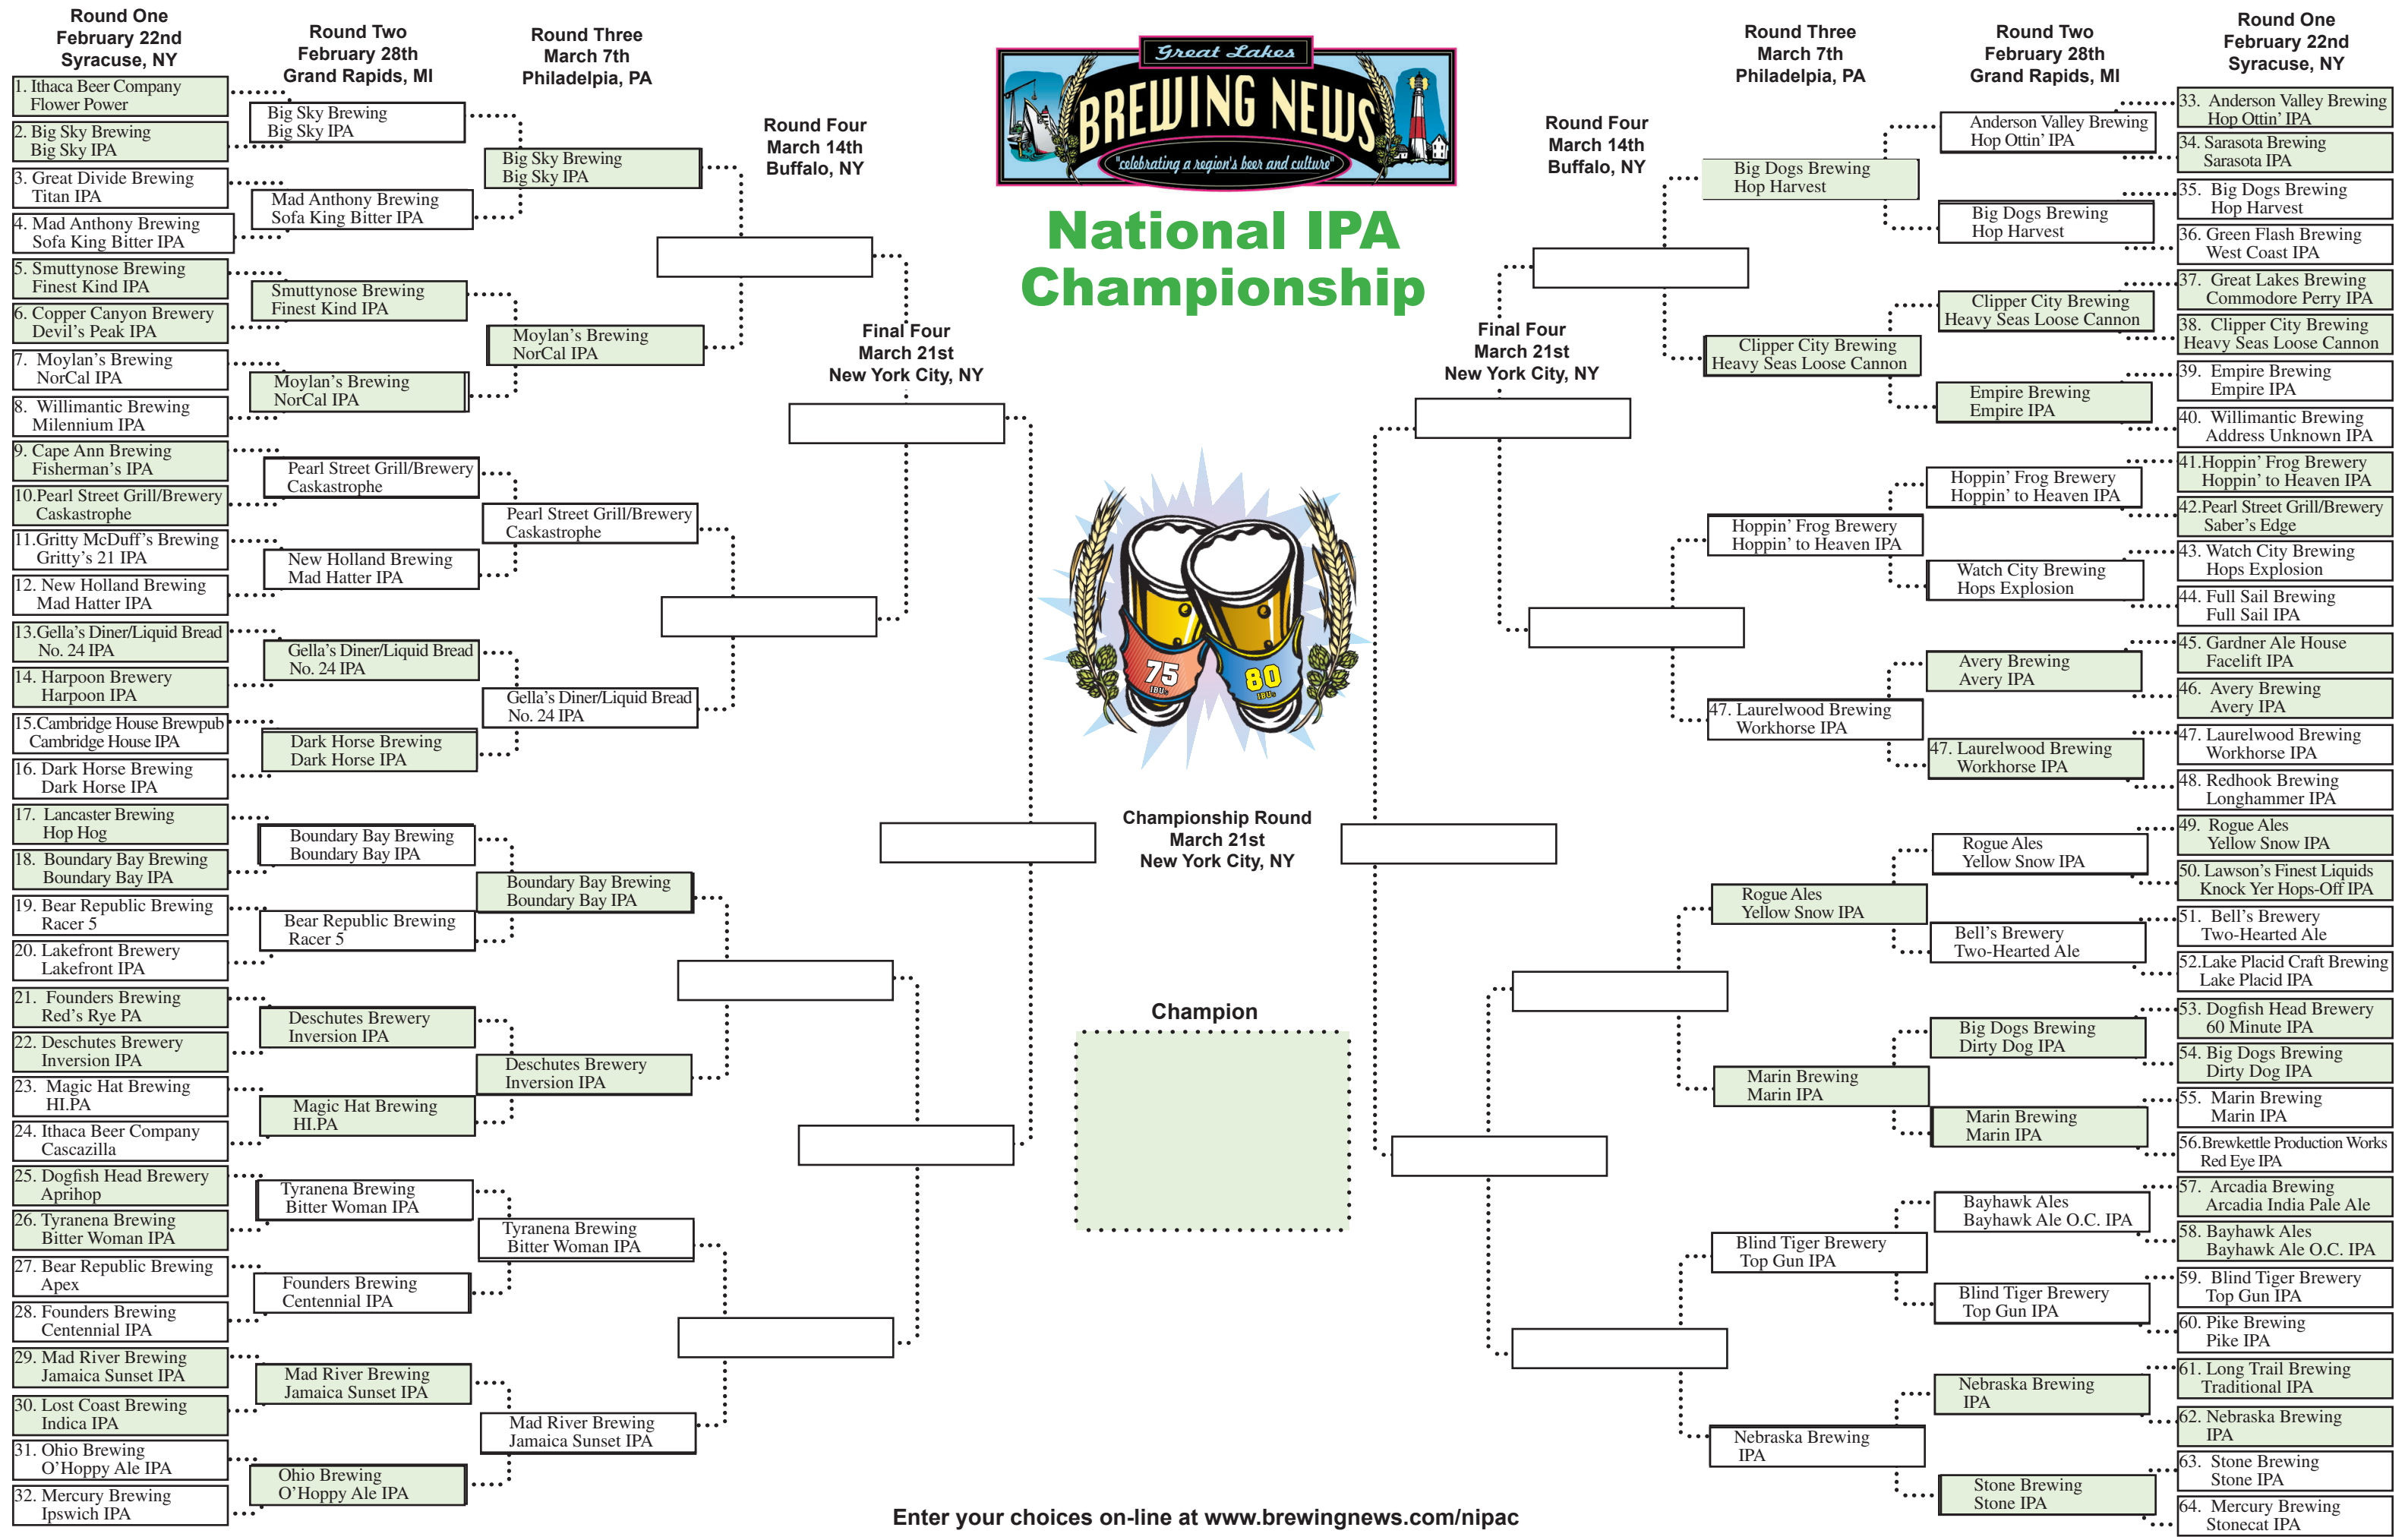 Round One
February 22nd
Syracuse, NY
1. Ithaca Beer Company
Flower Power
2. Big Sky Brewing
Big Sky IPA
3. Great Divide Brewing
Titan IPA
4. Mad Anthony Brewing
Sofa King Bitter IPA
5. Smuttynose Brewing
Finest Kind IPA
6. Copper Canyon Brewery
Devil's Peak IPA
7. Moylan's Brewing
NorCal IPA
8. Willimantic Brewing
Milennium IPA
9. Cape Ann Brewing
Fisherman's IPA
10.Pearl Street Grill/Brewery
Caskastrophe
11.Gritty McDuff's Brewing
Gritty's 21 IPA
12. New Holland Brewing
Mad Hatter IPA
13.Gella's Diner/Liquid Bread
No. 24 IPA
14. Harpoon Brewery
Harpoon IPA
15.Cambridge House Brewpub
Cambridge House IPA
16. Dark Horse Brewing
Dark Horse IPA
17. Lancaster Brewing
Hop Hog
18. Boundary Bay Brewing
Boundary Bay IPA
19. Bear Republic Brewing
Racer 5
20. Lakefront Brewery
Lakefront IPA
21. Founders Brewing
Red's Rye PA
22. Deschutes Brewery
Inversion IPA
23. Magic Hat Brewing
HI.PA
24. Ithaca Beer Company
Cascazilla
25. Dogfish Head Brewery
Aprihop
26. Tyranena Brewing
Bitter Woman IPA
27. Bear Republic Brewing
Apex
28. Founders Brewing
Centennial IPA
29. Mad River Brewing
Jamaica Sunset IPA
30. Lost Coast Brewing
Indica IPA
31. Ohio Brewing
O'Hoppy Ale IPA
32. Mercury Brewing
Ipswich IPA
Round Two
February 28th
Grand Rapids, MI
Big Sky Brewing
Big Sky IPA
Mad Anthony Brewing
Sofa King Bitter IPA
Smuttynose Brewing
Finest Kind IPA
Moylan's Brewing
NorCal IPA
Pearl Street Grill/Brewery
Caskastrophe
New Holland Brewing
Mad Hatter IPA
Gella's Diner/Liquid Bread
No. 24 IPA
Dark Horse Brewing
Dark Horse IPA
Boundary Bay Brewing
Boundary Bay IPA
Bear Republic Brewing
Racer 5
Deschutes Brewery
Inversion IPA
Magic Hat Brewing
HI.PA
Tyranena Brewing
Bitter Woman IPA
Founders Brewing
Centennial IPA
Mad River Brewing
Jamaica Sunset IPA
Ohio Brewing
O'Hoppy Ale IPA
Round Three
March 7th
Philadelpia, PA
Big Sky Brewing
Big Sky IPA
Moylan's Brewing
NorCal IPA
Pearl Street Grill/Brewery
Caskastrophe
Gella's Diner/Liquid Bread
No. 24 IPA
Boundary Bay Brewing
Boundary Bay IPA
Deschutes Brewery
Inversion IPA
Tyranena Brewing
Bitter Woman IPA
Mad River Brewing
Jamaica Sunset IPA
Round Four
March 14th
Buffalo, NY
Final Four
March 21st
New York City, NY
Great Lakes
BREWING NEWS
"celebrating a region's beer and culture"
National IPA
Championship
75
IBUs
80
IBUs
Championship Round
March 21st
New York City, NY
Champion
Enter your choices on-line at www.brewingnews.com/nipac
Final Four
March 21st
New York City, NY
Round Four
March 14th
Buffalo, NY
Round Three
March 7th
Philadelpia, PA
Big Dogs Brewing
Hop Harvest
Clipper City Brewing
Heavy Seas Loose Cannon
Hoppin' Frog Brewery
Hoppin' to Heaven IPA
47. Laurelwood Brewing
Workhorse IPA
Rogue Ales
Yellow Snow IPA
Marin Brewing
Marin IPA
Blind Tiger Brewery
Top Gun IPA
Nebraska Brewing
IPA
Round Two
February 28th
Grand Rapids, MI
Anderson Valley Brewing
Hop Ottin' IPA
Big Dogs Brewing
Hop Harvest
Clipper City Brewing
Heavy Seas Loose Cannon
Empire Brewing
Empire IPA
Hoppin' Frog Brewery
Hoppin' to Heaven IPA
Watch City Brewing
Hops Explosion
Avery Brewing
Avery IPA
47. Laurelwood Brewing
Workhorse IPA
Rogue Ales
Yellow Snow IPA
Bell's Brewery
Two-Hearted Ale
Big Dogs Brewing
Dirty Dog IPA
Marin Brewing
Marin IPA
Bayhawk Ales
Bayhawk Ale O.C. IPA
Blind Tiger Brewery
Top Gun IPA
Nebraska Brewing
IPA
Stone Brewing
Stone IPA
Round One
February 22nd
Syracuse, NY
33. Anderson Valley Brewing
Hop Ottin' IPA
34. Sarasota Brewing
Sarasota IPA
35. Big Dogs Brewing
Hop Harvest
36. Green Flash Brewing
West Coast IPA
37. Great Lakes Brewing
Commodore Perry IPA
38. Clipper City Brewing
Heavy Seas Loose Cannon
39. Empire Brewing
Empire IPA
40. Willimantic Brewing
Address Unknown IPA
41.Hoppin' Frog Brewery
Hoppin' to Heaven IPA
42.Pearl Street Grill/Brewery
Saber's Edge
43. Watch City Brewing
Hops Explosion
44. Full Sail Brewing
Full Sail IPA
45. Gardner Ale House
Facelift IPA
46. Avery Brewing
Avery IPA
47. Laurelwood Brewing
Workhorse IPA
48. Redhook Brewing
Longhammer IPA
49. Rogue Ales
Yellow Snow IPA
50. Lawson's Finest Liquids
Knock Yer Hops-Off IPA
51. Bell's Brewery
Two-Hearted Ale
52.Lake Placid Craft Brewing
Lake Placid IPA
53. Dogfish Head Brewery
60 Minute IPA
54. Big Dogs Brewing
Dirty Dog IPA
55. Marin Brewing
Marin IPA
56.Brewkettle Production Works
Red Eye IPA
57. Arcadia Brewing
Arcadia India Pale Ale
58. Bayhawk Ales
Bayhawk Ale O.C. IPA
59. Blind Tiger Brewery
Top Gun IPA
60. Pike Brewing
Pike IPA
61. Long Trail Brewing
Traditional IPA
62. Nebraska Brewing
IPA
63. Stone Brewing
Stone IPA
64. Mercury Brewing
Stonecat IPA